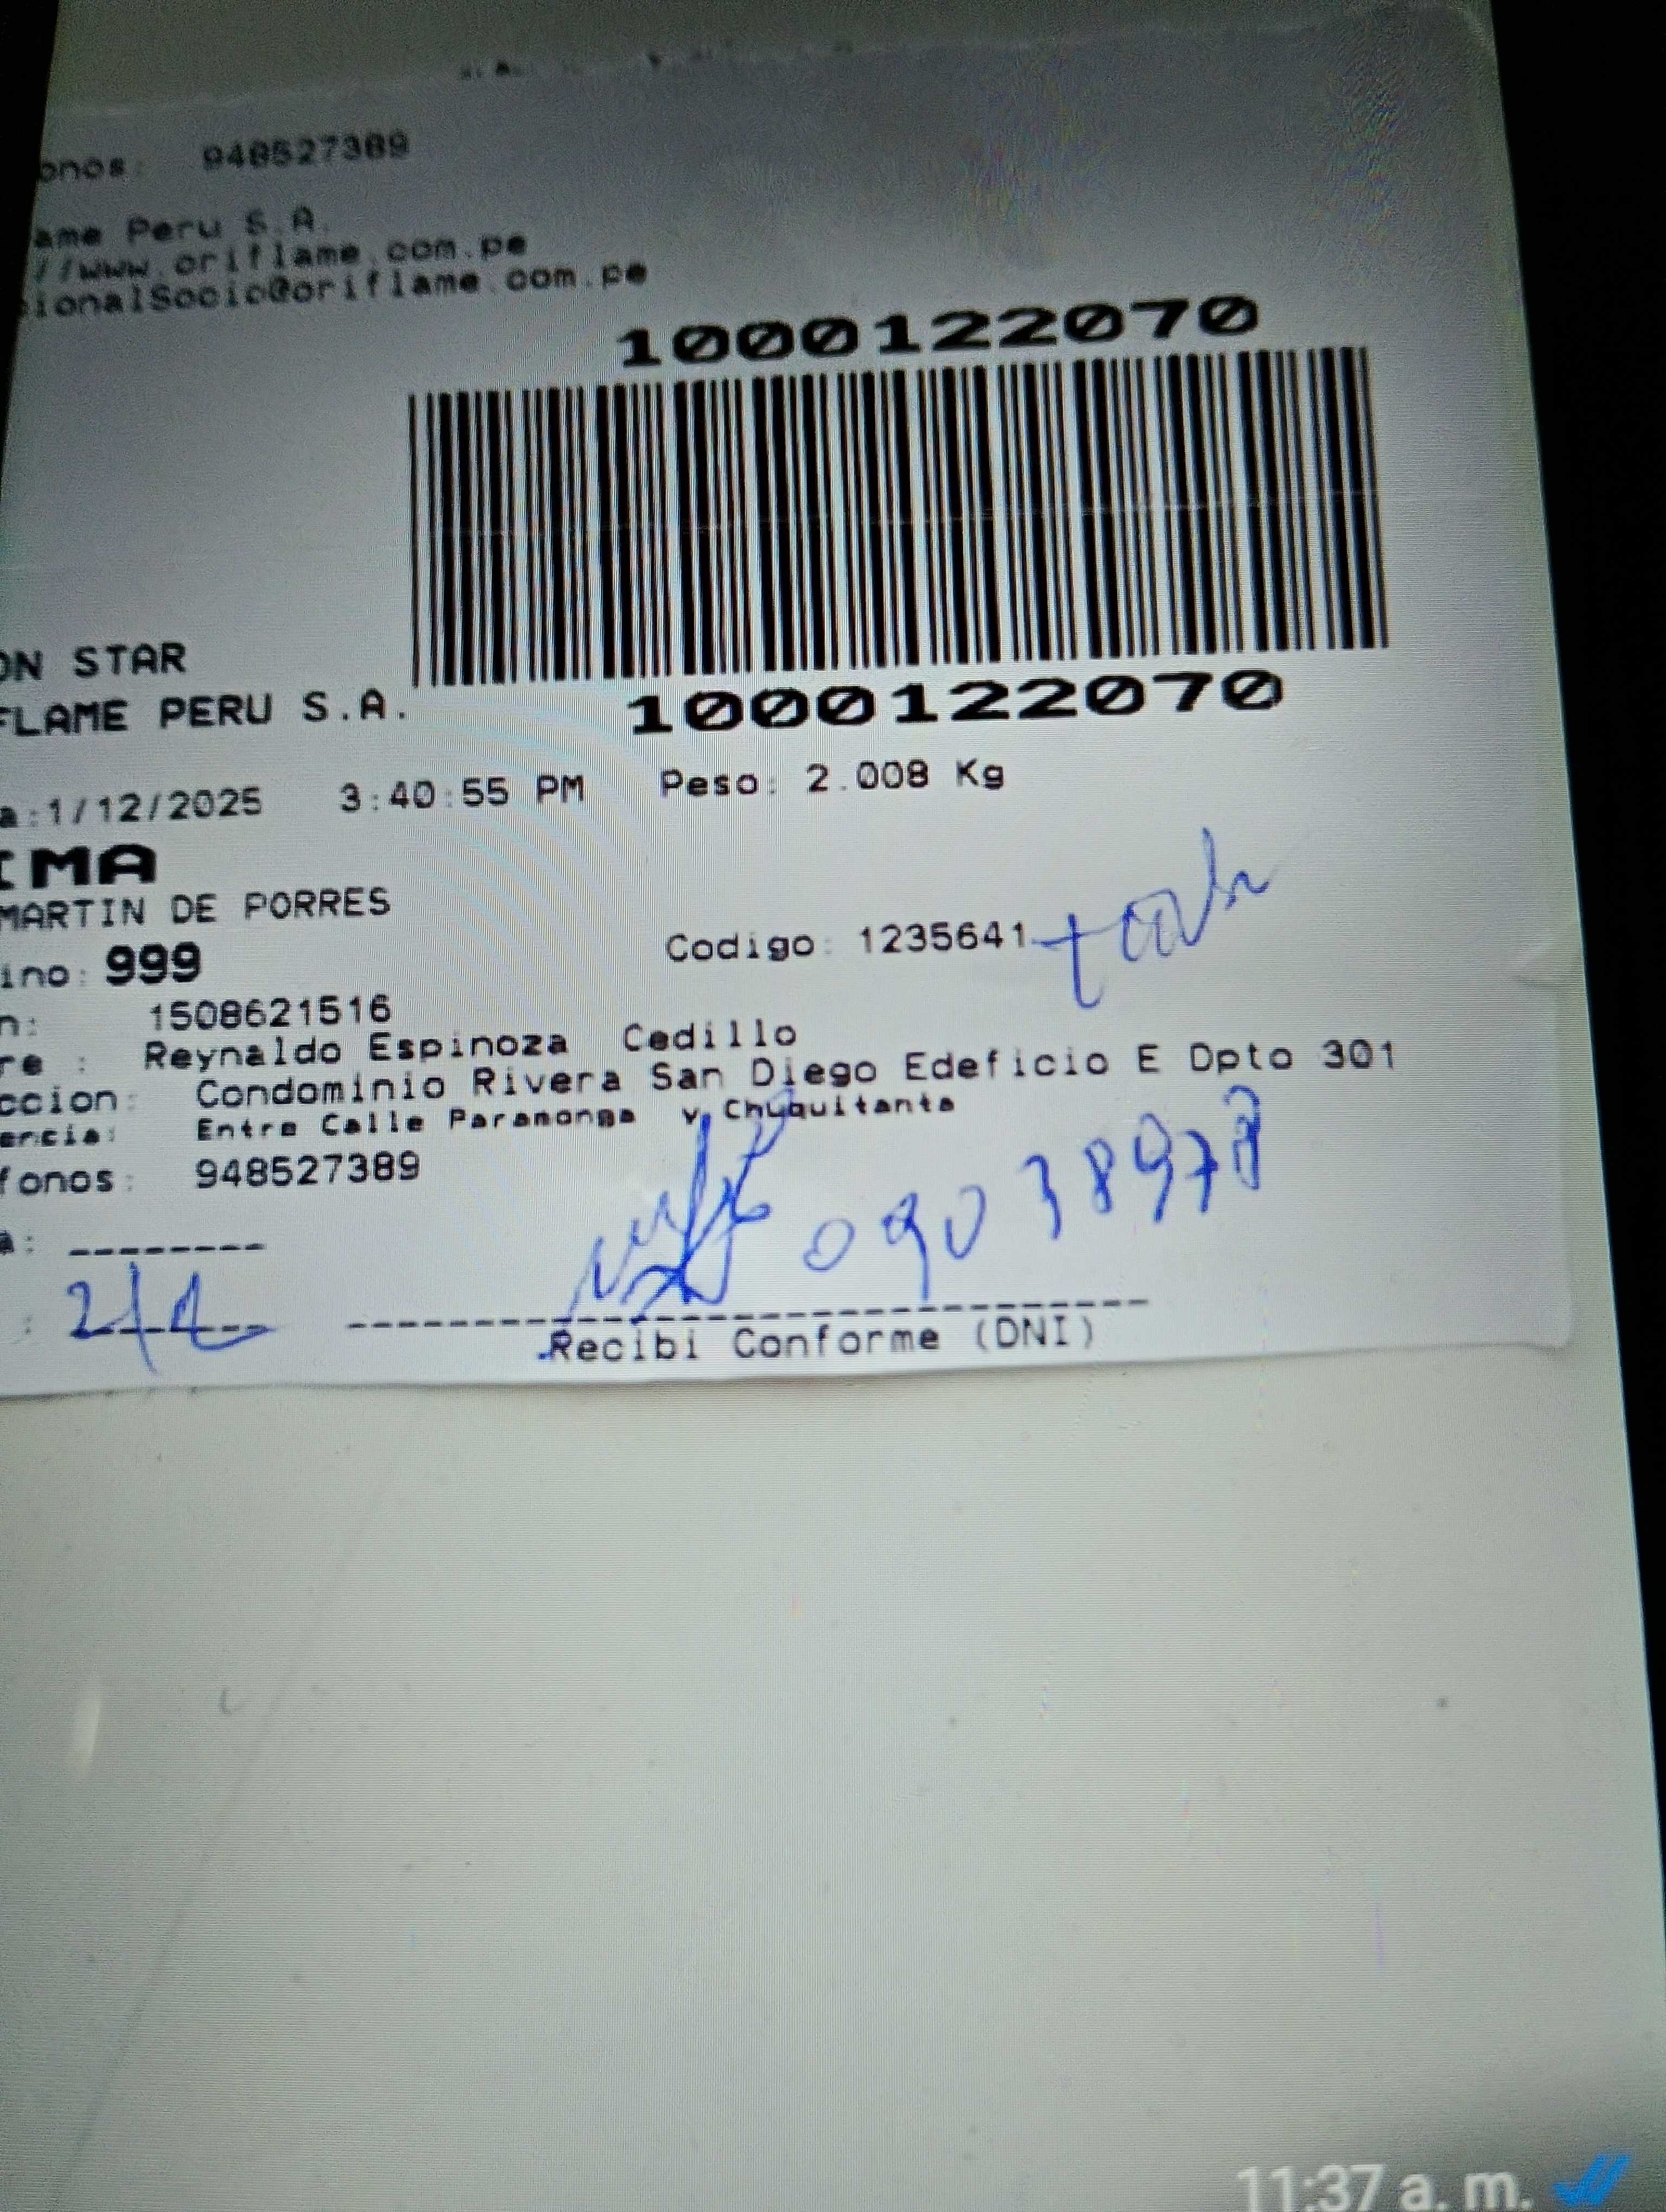 onos: 948527389
ame Peru S.A.
//www.oriflame.com.pe
ionalSocio@oriflame.com.pe
1000122070
ON STAR
FLAME PERU S.A.
1000122070
a:1/12/2025 3:40:55 PM Peso: 2.008 Kg
IMA
MARTIN DE PORRES
ino: 999
Codigo: 1235641
n: 1508621516
re : Reynaldo Espinoza Cedillo
ccion: Condominio Rivera San Diego Edeficio E Dpto 301
encia: Entre Calle Paramonga y Chuquitanta
fonos: 948527389
a: --------
09038978
: 2/4
Recibi Conforme (DNI)
11:37 a. m.